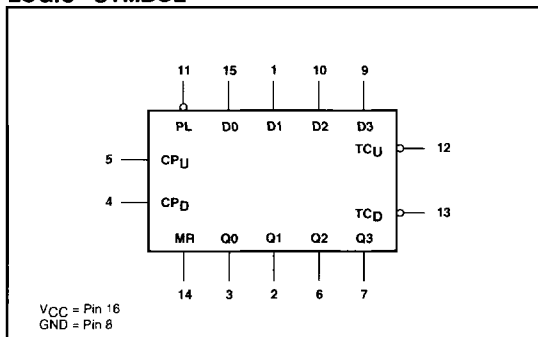 LOGIC SYMBOL
11 15 1 10 9
PL D0 D1 D2 D3
TCU 12
5 CPU
4 CPD
TCD 13
MR Q0 Q1 Q2 Q3
14 3 2 6 7
VCC = Pin 16
GND = Pin 8